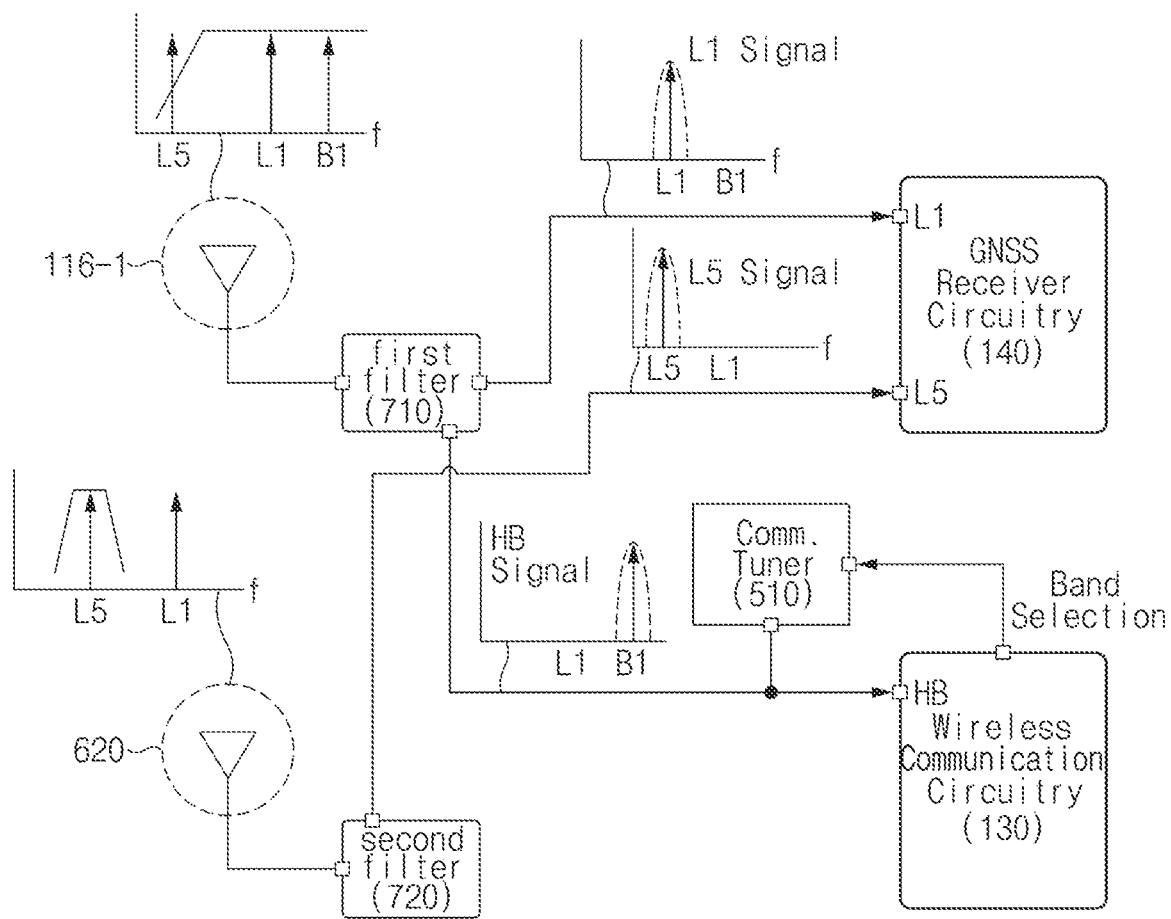 L5 L1 B1 f
116-1
L1 Signal
L1 B1 f
L5 Signal
L5 L1 f
first
filter
(710)
L1
GNSS
Receiver
Circuitry
(140)
L5
L5 L1 f
620
second
filter
(720)
HB
Signal
L1 B1
Comm.
Tuner
(510)
Band
Selection
HB
Wireless
Communication
Circuitry
(130)